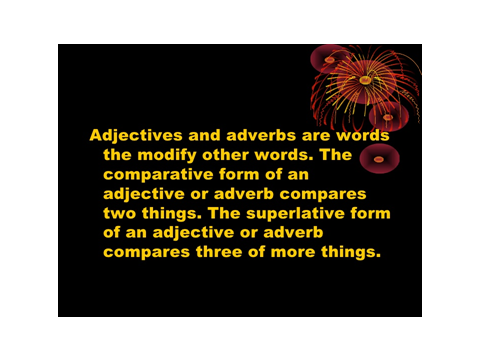 Adjectives and adverbs are words
the modify other words. The
comparative form of an
adjective or adverb compares
two things. The superlative form
of an adjective or adverb
compares three of more things.